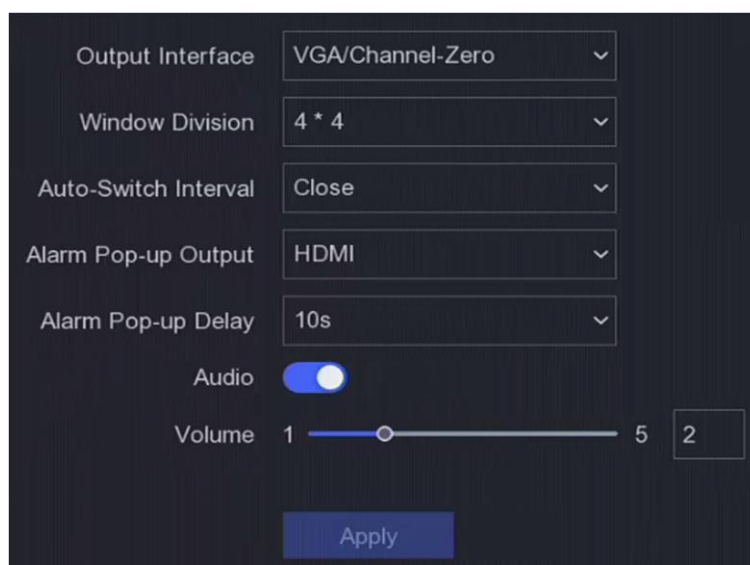 Output Interface VGA/Channel-Zero
Window Division 4 * 4
Auto-Switch Interval Close
Alarm Pop-up Output HDMI
Alarm Pop-up Delay 10s
Audio
Volume 1 5 2
Apply